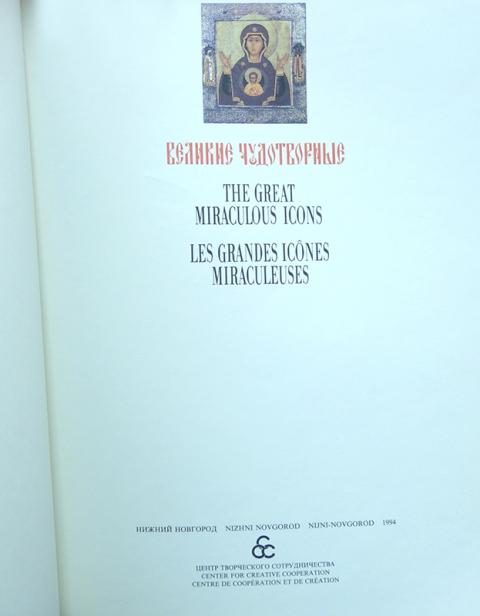 ВЕЛИКИЕ ЧУДОТВОРНЫЕ
THE GREAT
MIRACULOUS ICONS
LES GRANDES ICÔNES
MIRACULEUSES
НИЖНИЙ НОВГОРОД NIZHNI NOVGOROD NIJNI-NOVGOROD 1994
ЦЕНТР ТВОРЧЕСКОГО СОТРУДНИЧЕСТВА
CENTER FOR CREATIVE COOPERATION
CENTRE DE COOPÉRATION ET DE CRÉATION